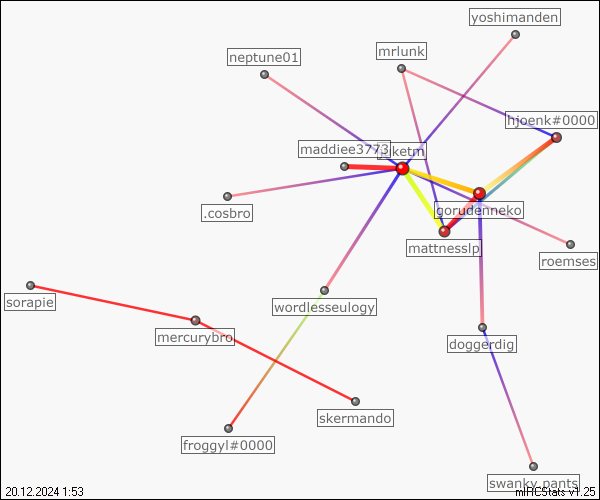 yoshimanden
mrlunk
neptune01
hjoenk#0000
maddiee3773
.cosbro
gorudenneko
mattnesslp
roemses
sorapie
wordlesseulogy
mercurybro
doggerdig
skermando
froggyl#0000
swanky.pants
20.12.2024 1:53
mIRCStats v1.25